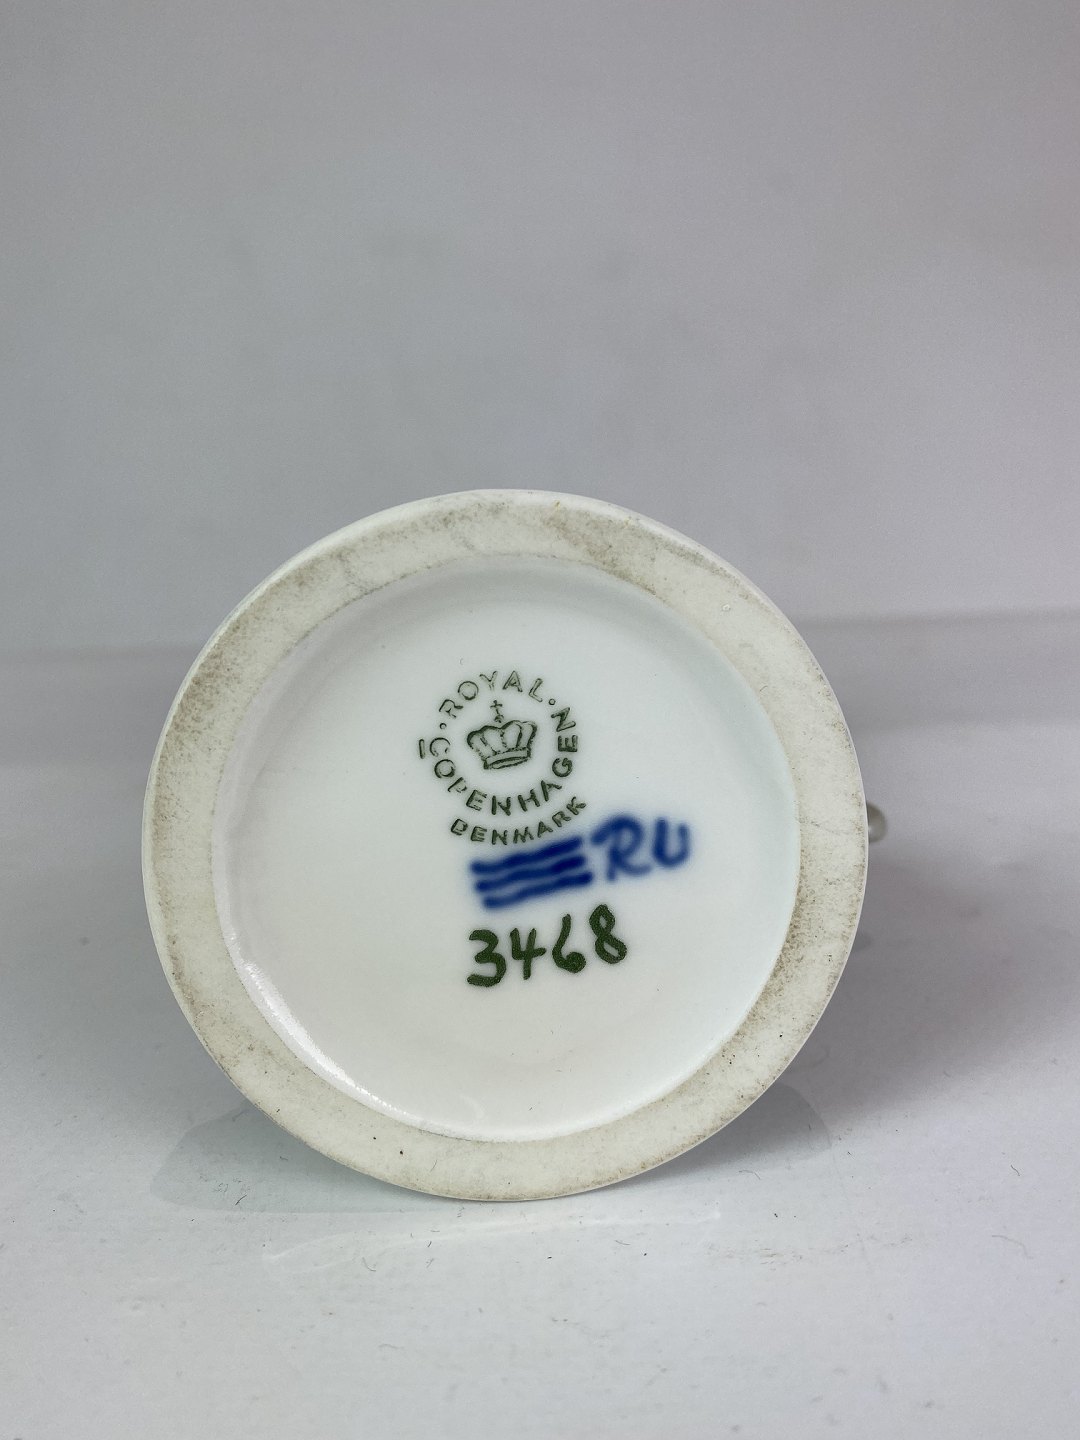 ROYAL
COPENHAGEN
DENMARK
RU
3468